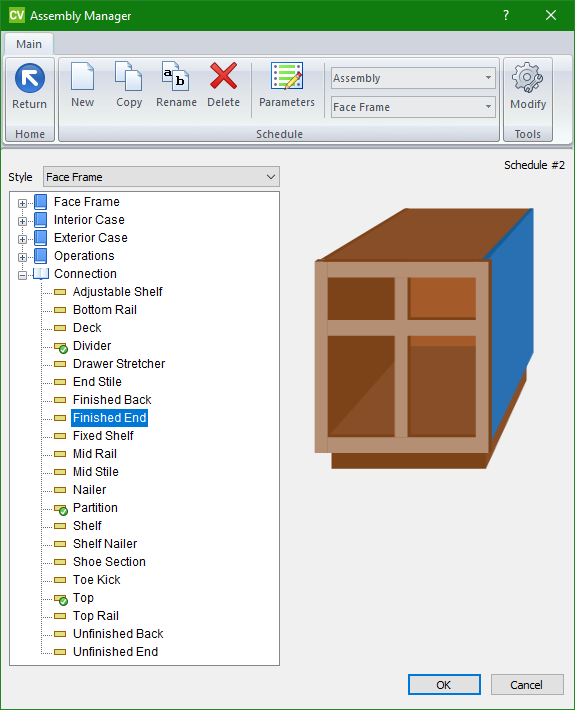 CV Assembly Manager ?
Main
Return
New
Copy
a b
Rename
Delete
Parameters
Assembly
Face Frame
Modify
Home
Schedule
Tools
Schedule #2
Style Face Frame
Face Frame
Interior Case
Exterior Case
Operations
Connection
Adjustable Shelf
Bottom Rail
Deck
Divider
Drawer Stretcher
End Stile
Finished Back
Finished End
Fixed Shelf
Mid Rail
Mid Stile
Nailer
Partition
Shelf
Shelf Nailer
Shoe Section
Toe Kick
Top
Top Rail
Unfinished Back
Unfinished End
OK
Cancel